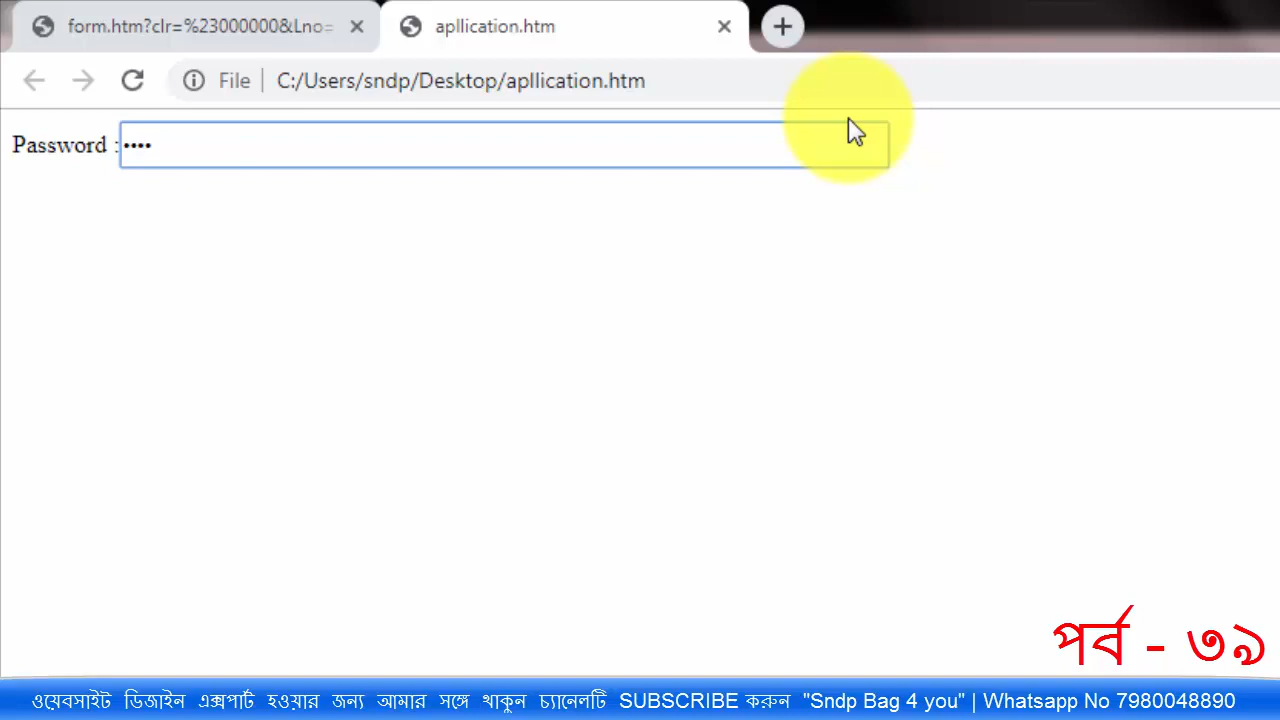 form.htm?clr=%23000000&Lno=
apllication.htm
File
C:/Users/sndp/Desktop/apllication.htm
Password :••••
পর্ব - ৩৯
ওয়েবসাইট ডিজাইন এক্সপার্ট হওয়ার জন্য আমার সঙ্গে থাকুন চ্যানেলটি SUBSCRIBE করুন "Sndp Bag 4 you" | Whatsapp No 7980048890